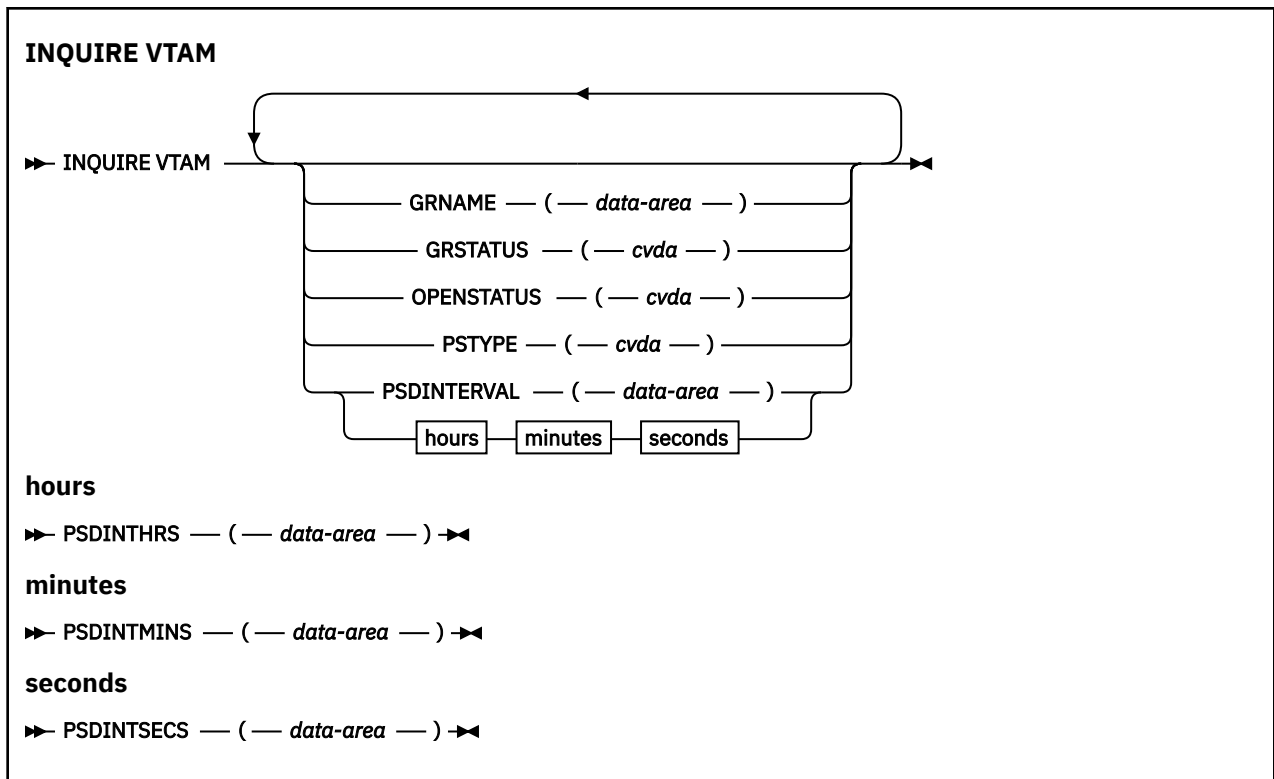 INQUIRE VTAM
INQUIRE VTAM
GRNAME ( data-area )
GRSTATUS ( cvda )
OPENSTATUS ( cvda )
PSTYPE ( cvda )
PSDINTERVAL ( data-area )
hours minutes seconds
hours
PSDINTHRS ( data-area )
minutes
PSDINTMINS ( data-area )
seconds
PSDINTSECS ( data-area )